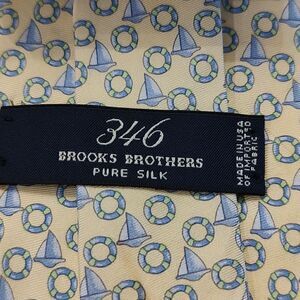 346
BROOKS BROTHERS
PURE SILK
MADE IN USA
OF IMPORTED
FABRIC